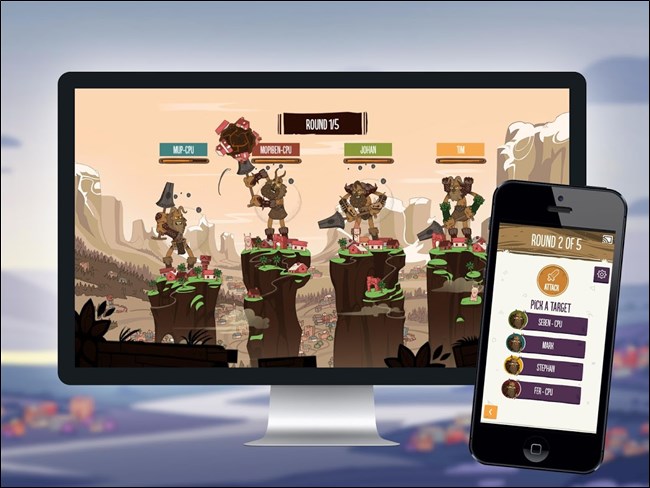 ROUND 1/5
MUP-CPU
MOPIBEN-CPU
JOHAN
TIM
ROUND 2 OF 5
ATTACK
PICK A TARGET
SEBEN - CPU
MARK
STEPHAN
FER - CPU